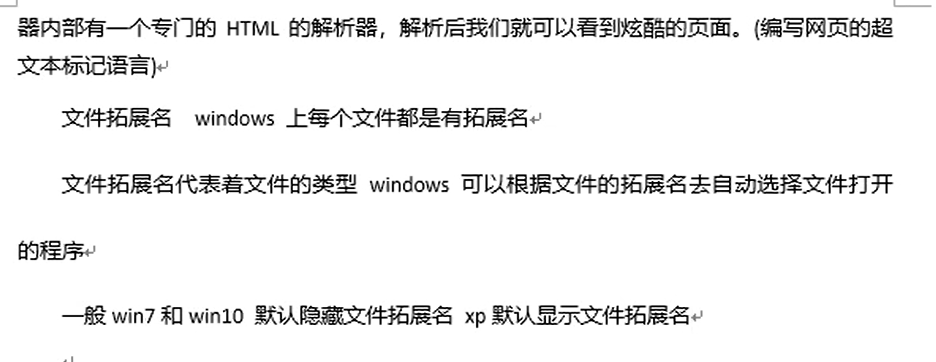 器内部有一个专门的 HTML 的解析器，解析后我们就可以看到炫酷的页面。(编写网页的超
文本标记语言)
文件拓展名 windows 上每个文件都是有拓展名
文件拓展名代表着文件的类型 windows 可以根据文件的拓展名去自动选择文件打开
的程序
一般 win7 和 win10 默认隐藏文件拓展名 xp 默认显示文件拓展名